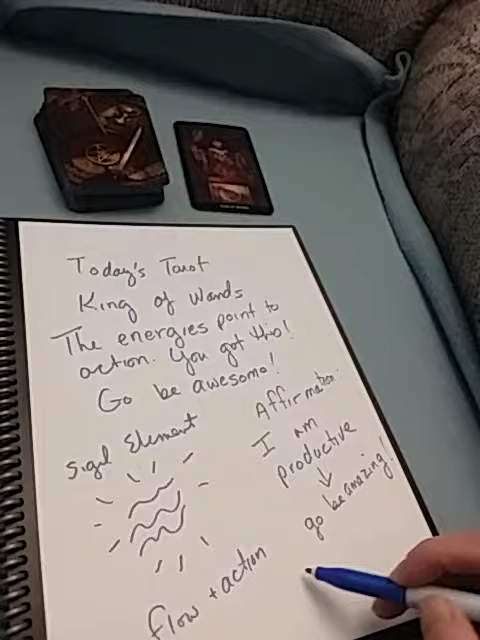 Today's Tarot
King of Wands
The energies point to
action. You got this!
Go be awesome!
Sigil Element
flow + action
Affirmation:
I am
productive
↓
go be amazing!